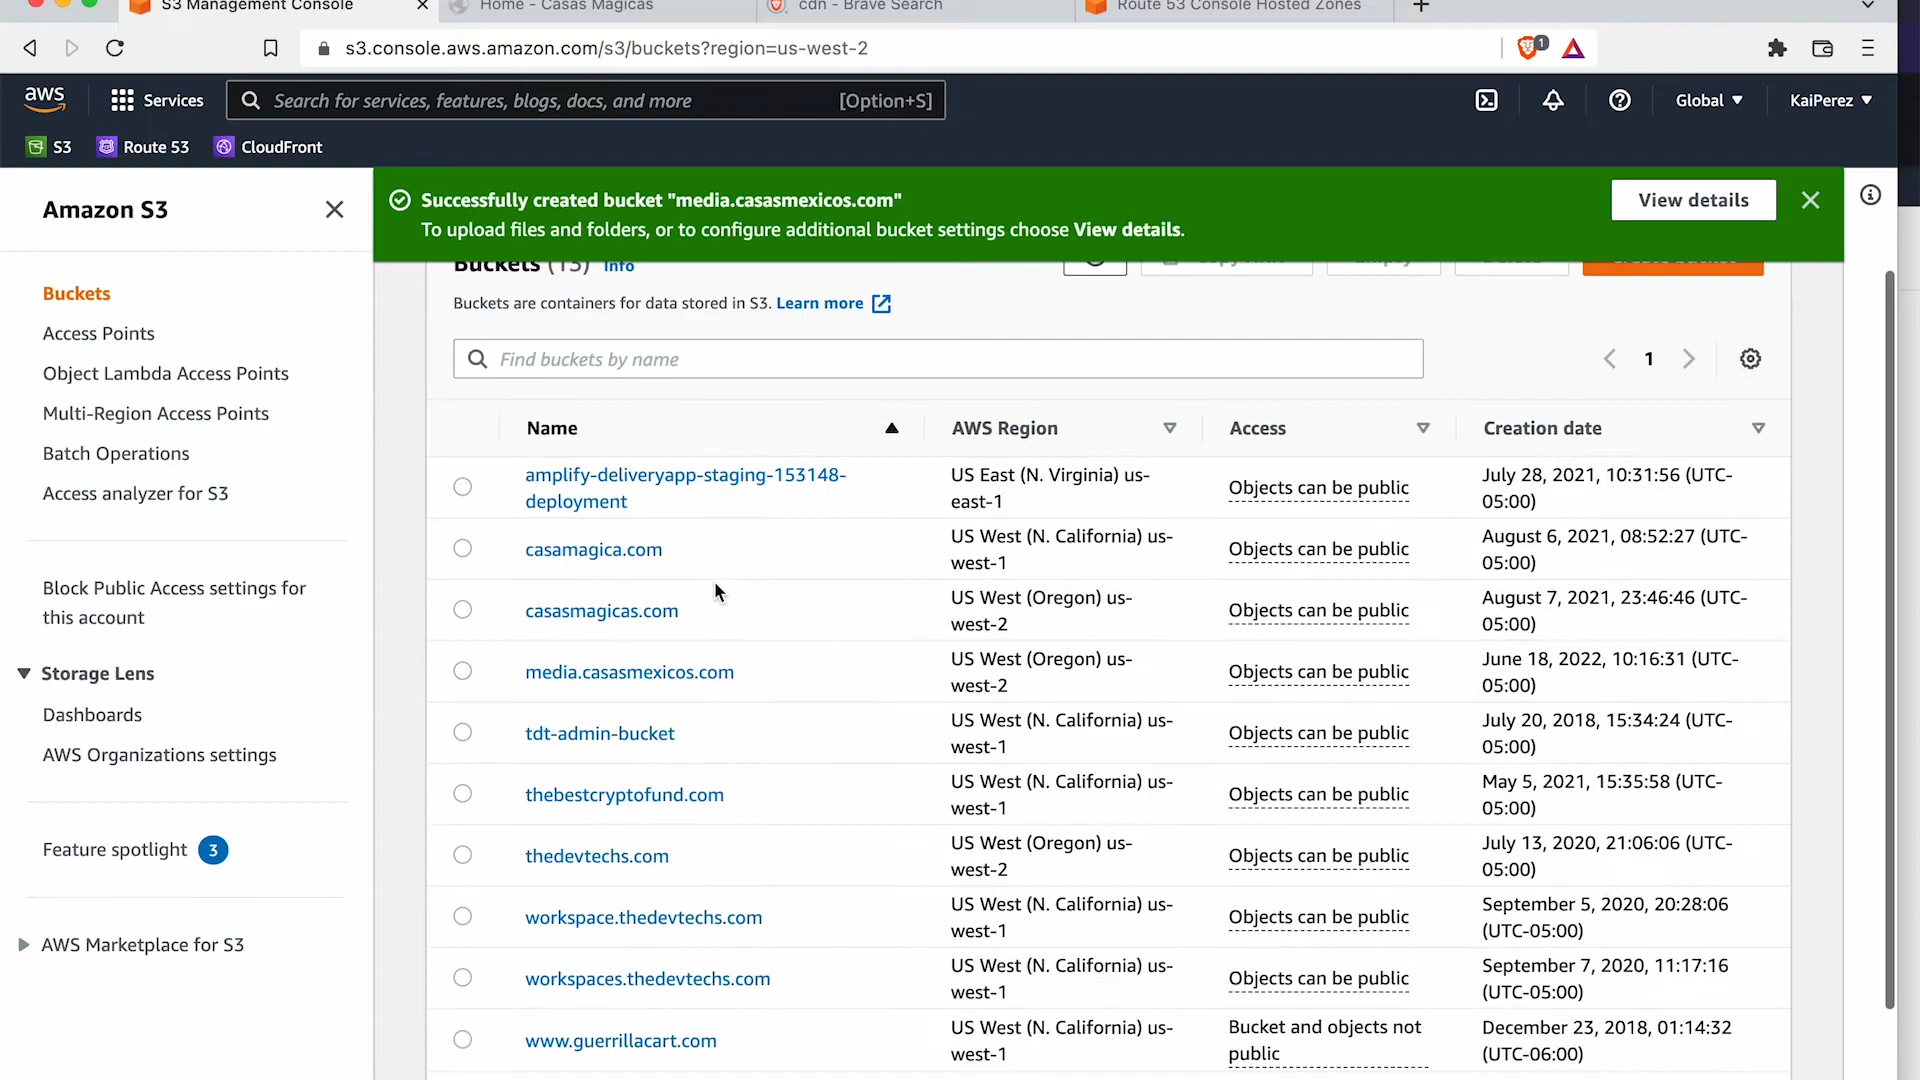 S3 Management Console
Home - Casas Magicas
cdn - Brave Search
Route 53 Console Hosted Zones
s3.console.aws.amazon.com/s3/buckets?region=us-west-2
1
aws
Services
Search for services, features, blogs, docs, and more
[Option+S]
Global
KaiPerez
S3
Route 53
CloudFront
Amazon S3
Buckets
Access Points
Object Lambda Access Points
Multi-Region Access Points
Batch Operations
Access analyzer for S3
Block Public Access settings for
this account
Storage Lens
Dashboards
AWS Organizations settings
Feature spotlight 3
AWS Marketplace for S3
Successfully created bucket "media.casasmexicos.com"
To upload files and folders, or to configure additional bucket settings choose View details.
View details
Buckets (13) Info
Buckets are containers for data stored in S3. Learn more
Find buckets by name
1
Name
AWS Region
Access
Creation date
amplify-deliveryapp-staging-153148-
deployment
US East (N. Virginia) us-
east-1
Objects can be public
July 28, 2021, 10:31:56 (UTC-
05:00)
casamagica.com
US West (N. California) us-
west-1
Objects can be public
August 6, 2021, 08:52:27 (UTC-
05:00)
casasmagicas.com
US West (Oregon) us-
west-2
Objects can be public
August 7, 2021, 23:46:46 (UTC-
05:00)
media.casasmexicos.com
US West (Oregon) us-
west-2
Objects can be public
June 18, 2022, 10:16:31 (UTC-
05:00)
tdt-admin-bucket
US West (N. California) us-
west-1
Objects can be public
July 20, 2018, 15:34:24 (UTC-
05:00)
thebestcryptofund.com
US West (N. California) us-
west-1
Objects can be public
May 5, 2021, 15:35:58 (UTC-
05:00)
thedevtechs.com
US West (Oregon) us-
west-2
Objects can be public
July 13, 2020, 21:06:06 (UTC-
05:00)
workspace.thedevtechs.com
US West (N. California) us-
west-1
Objects can be public
September 5, 2020, 20:28:06
(UTC-05:00)
workspaces.thedevtechs.com
US West (N. California) us-
west-1
Objects can be public
September 7, 2020, 11:17:16
(UTC-05:00)
www.guerrillacart.com
US West (N. California) us-
west-1
Bucket and objects not
public
December 23, 2018, 01:14:32
(UTC-06:00)